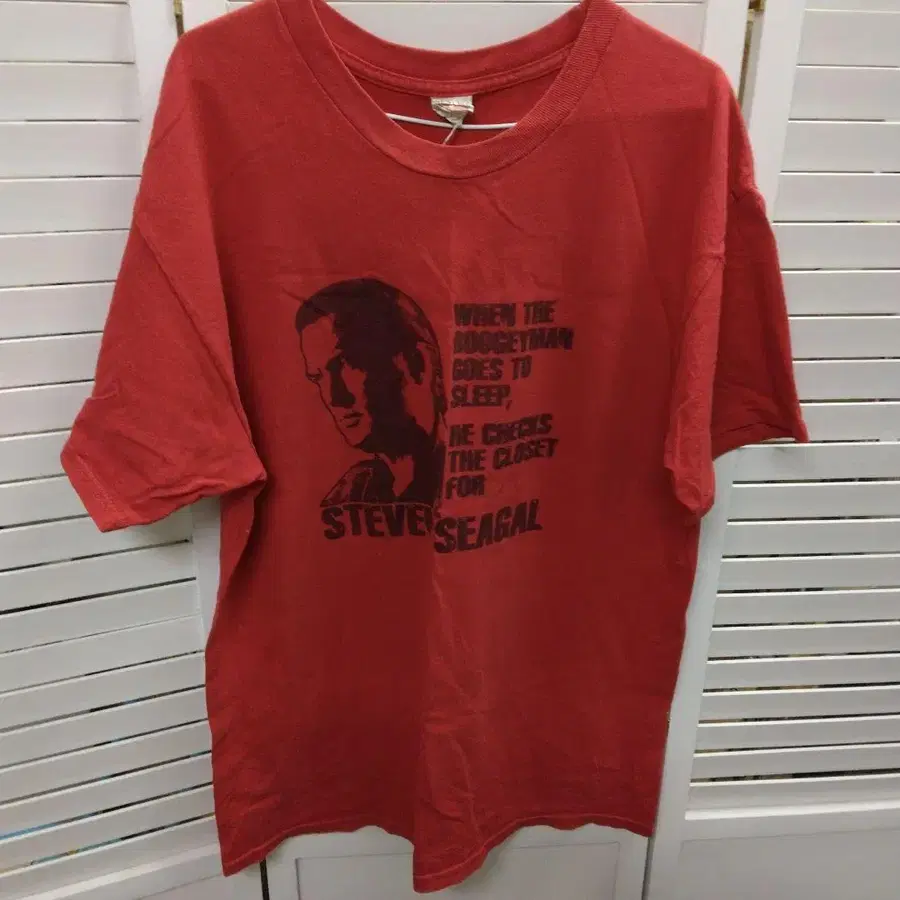 WHEN THE
BOOGEYMAN
GOES TO
SLEEP,
HE CHECKS
THE CLOSET
FOR
STEVEN SEAGAL